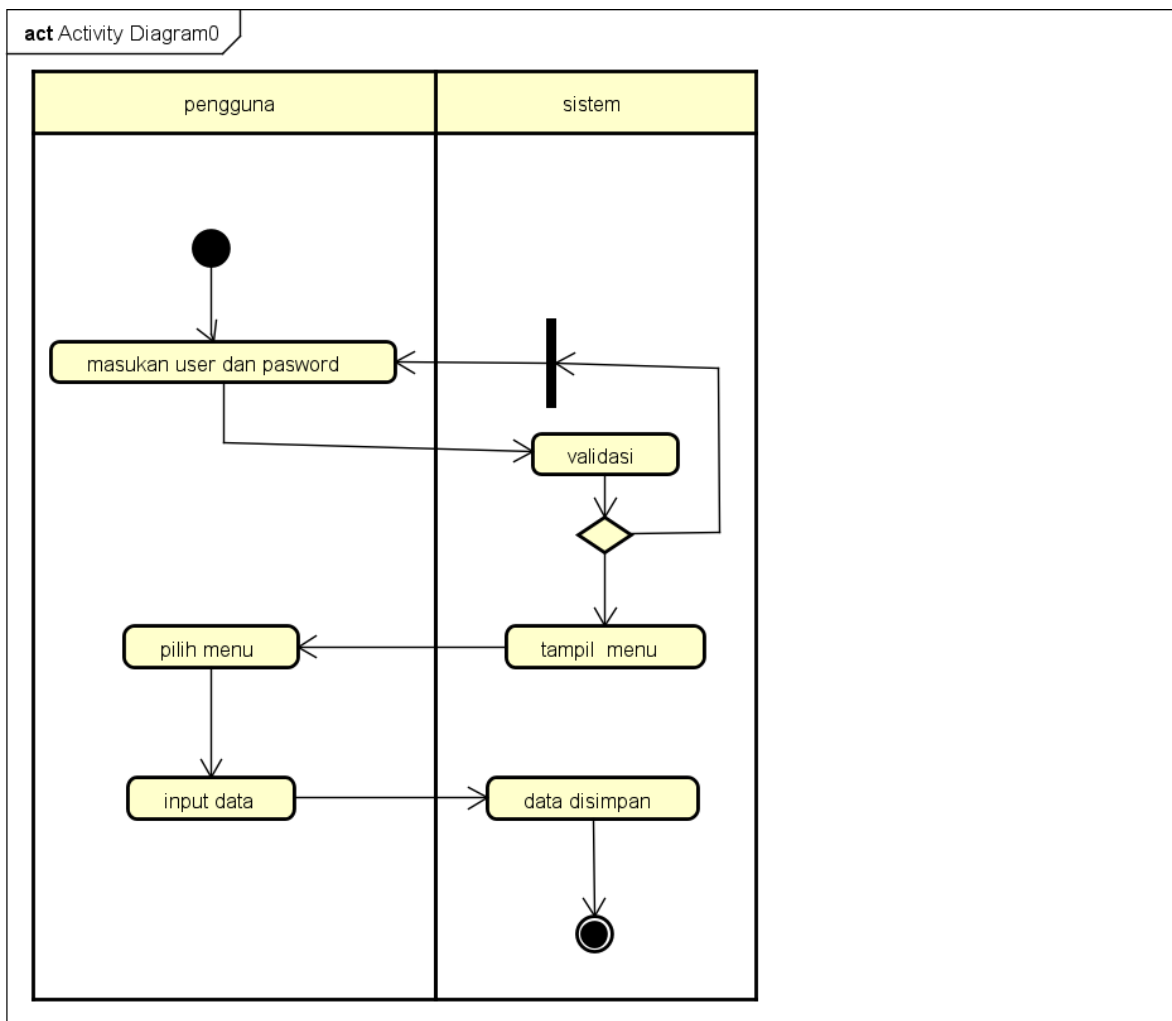 act Activity Diagram0
pengguna
sistem
masukan user dan pasword
validasi
pilih menu
tampil menu
input data
data disimpan